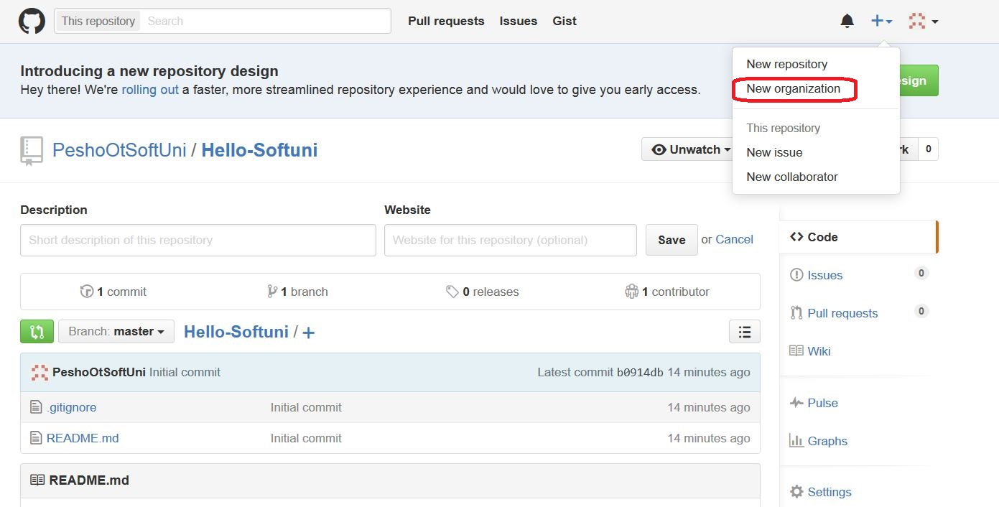 This repository Search Pull requests Issues Gist
Introducing a new repository design
Hey there! We're rolling out a faster, more streamlined repository experience and would love to give you early access.
New repository
New organization
This repository
New issue
New collaborator
PeshoOtSoftUni / Hello-Softuni
Unwatch
0
Description
Website
Short description of this repository
Website for this repository (optional)
Save or Cancel
1 commit
1 branch
0 releases
1 contributor
Branch: master
Hello-Softuni / +
PeshoOtSoftUni Initial commit Latest commit b0914db 14 minutes ago
.gitignore Initial commit 14 minutes ago
README.md Initial commit 14 minutes ago
README.md
Code
Issues 0
Pull requests 0
Wiki
Pulse
Graphs
Settings